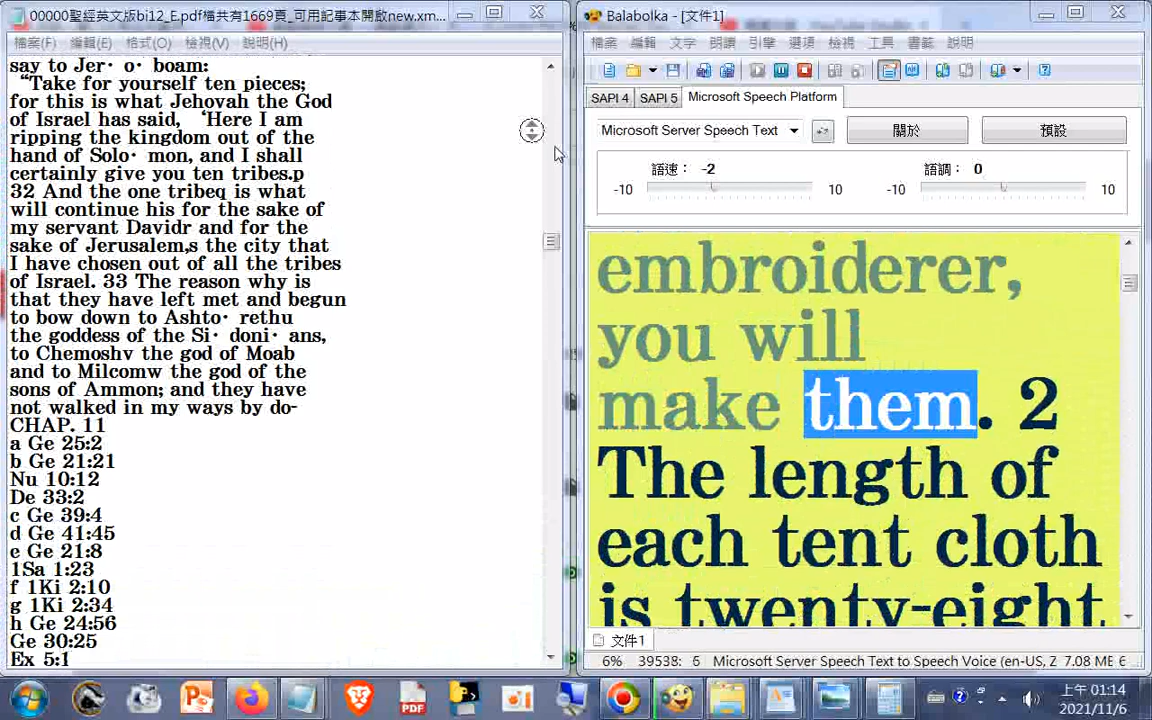 00000聖經英文版bi12_E.pdf檔共有1669頁_可用記事本開啟new.xm...
檔案(F) 編輯(E) 格式(O) 檢視(V) 說明(H)
say to Jer· o· boam:
“Take for yourself ten pieces;
for this is what Jehovah the God
of Israel has said, ‘Here I am
ripping the kingdom out of the
hand of Solo· mon, and I shall
certainly give you ten tribes.p
32 And the one tribeq is what
will continue his for the sake of
my servant Davidr and for the
sake of Jerusalem,s the city that
I have chosen out of all the tribes
of Israel. 33 The reason why is
that they have left met and begun
to bow down to Ashto· rethu
the goddess of the Si· doni· ans,
to Chemoshv the god of Moab
and to Milcomw the god of the
sons of Ammon; and they have
not walked in my ways by do-
CHAP. 11
a Ge 25:2
b Ge 21:21
Nu 10:12
De 33:2
c Ge 39:4
d Ge 41:45
e Ge 21:8
1Sa 1:23
f 1Ki 2:10
g 1Ki 2:34
h Ge 24:56
Ge 30:25
Ex 5:1
Balabolka - [文件1]
檔案 編輯 文字 朗讀 引擎 選項 檢視 工具 書籤 說明
SAPI 4 SAPI 5 Microsoft Speech Platform
Microsoft Server Speech Text 關於 預設
語速: -2 語調: 0
-10 10 -10 10
embroiderer,
you will
make them. 2
The length of
each tent cloth
is twenty-eight
文件1
6% 39538: 5 Microsoft Server Speech Text to Speech Voice (en-US, Z 7.08 ME 6
上午 01:14
2021/11/6